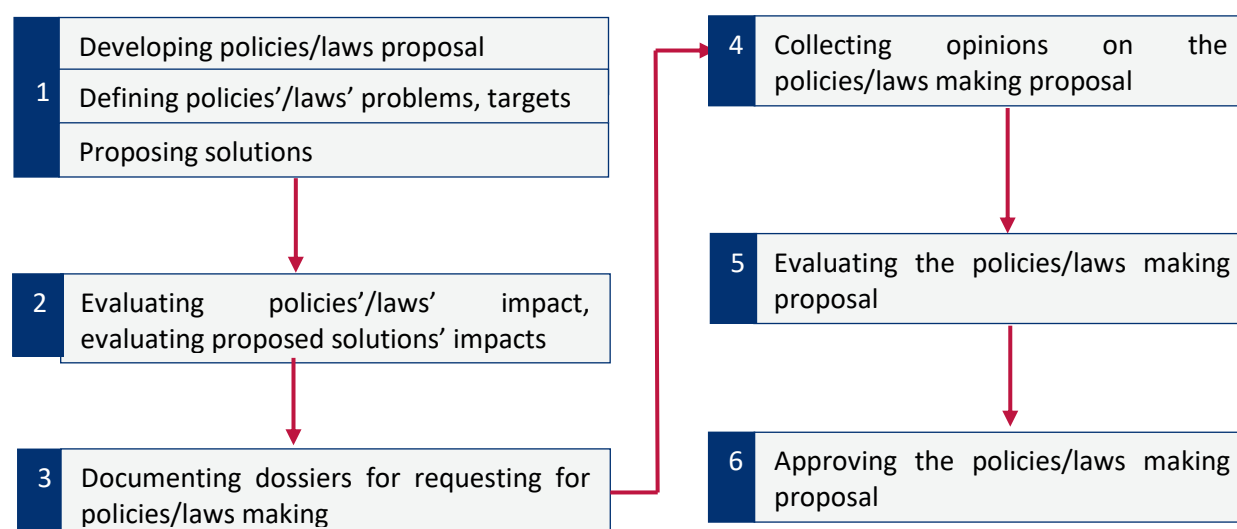 1
Developing policies/laws proposal
Defining policies’/laws’ problems, targets
Proposing solutions
2
Evaluating policies’/laws’ impact,
evaluating proposed solutions’ impacts
3
Documenting dossiers for requesting for
policies/laws making
4
Collecting opinions on the
policies/laws making proposal
5
Evaluating the policies/laws making
proposal
6
Approving the policies/laws making
proposal